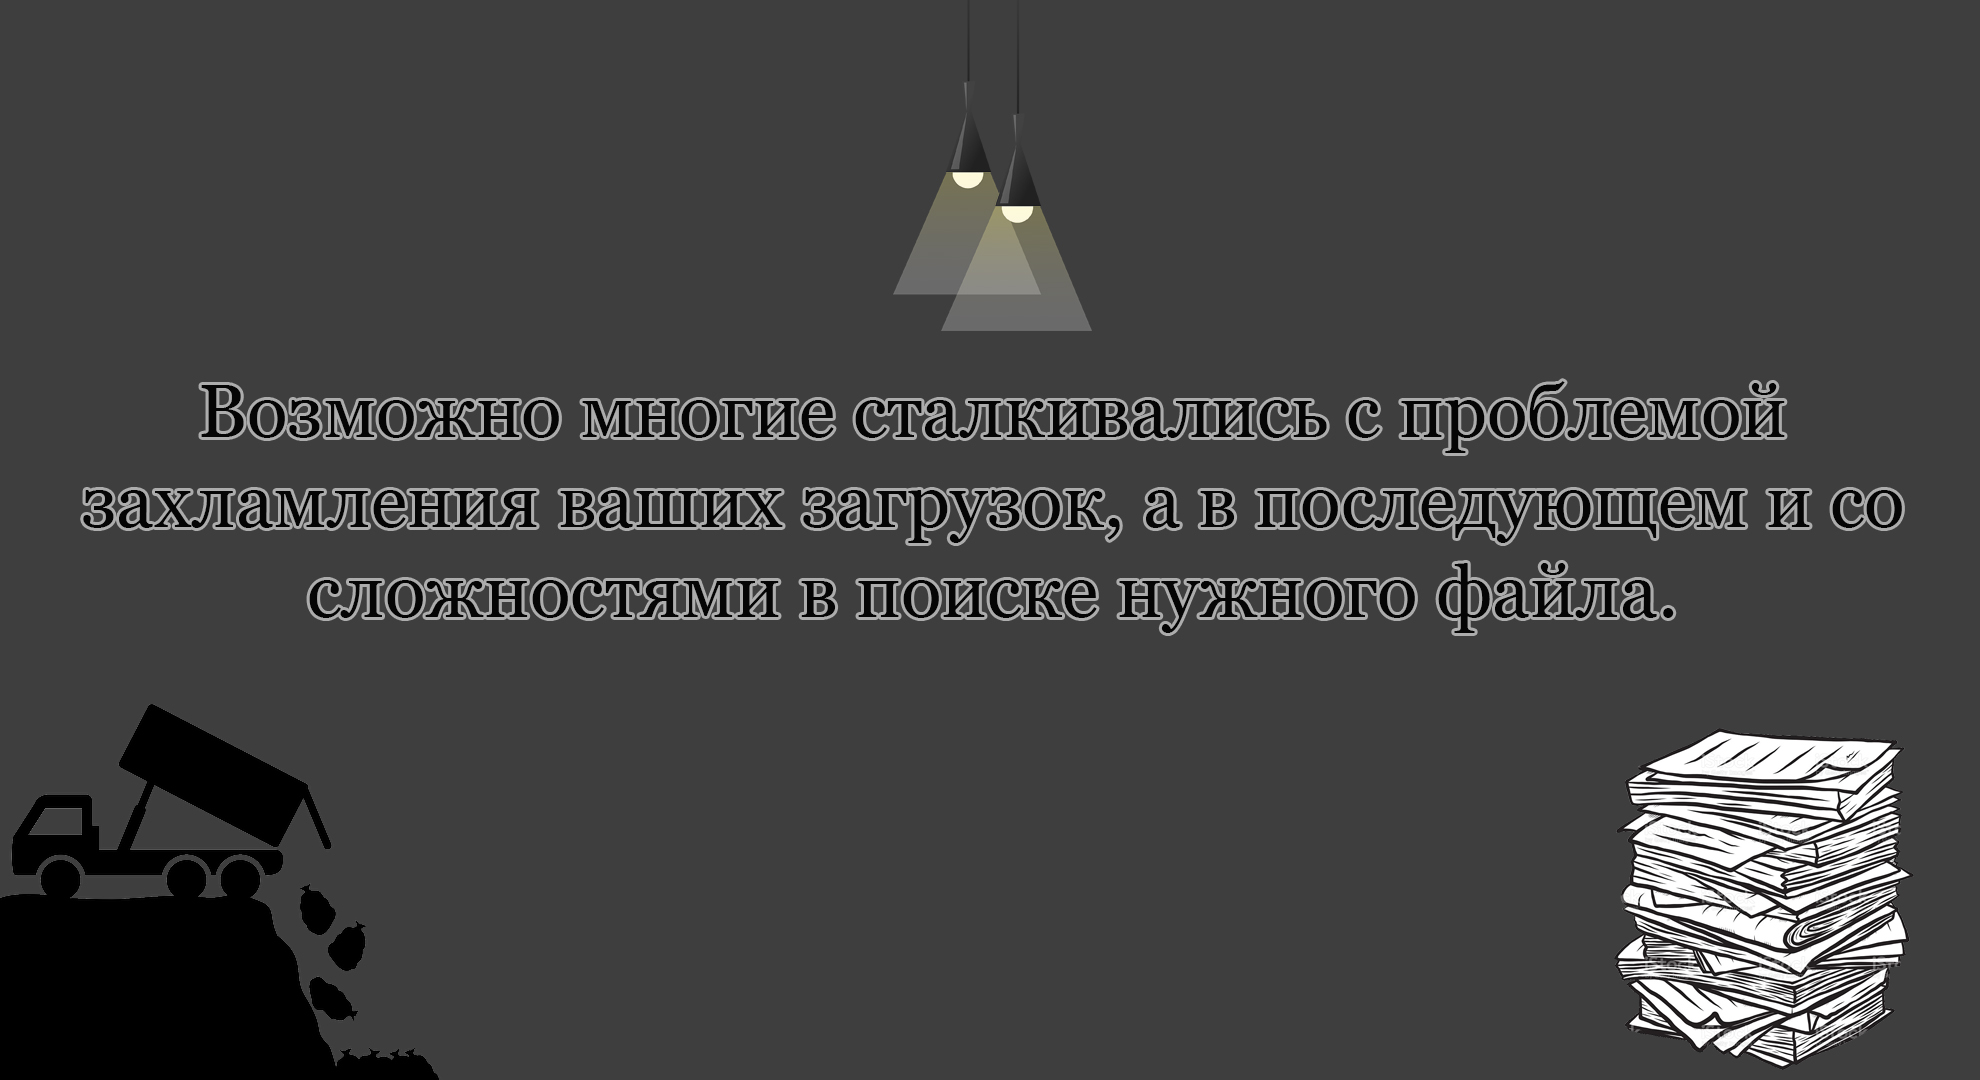 Возможно многие сталкивались с проблемой
захламления ваших загрузок, а в последующем и со
сложностями в поиске нужного файла.